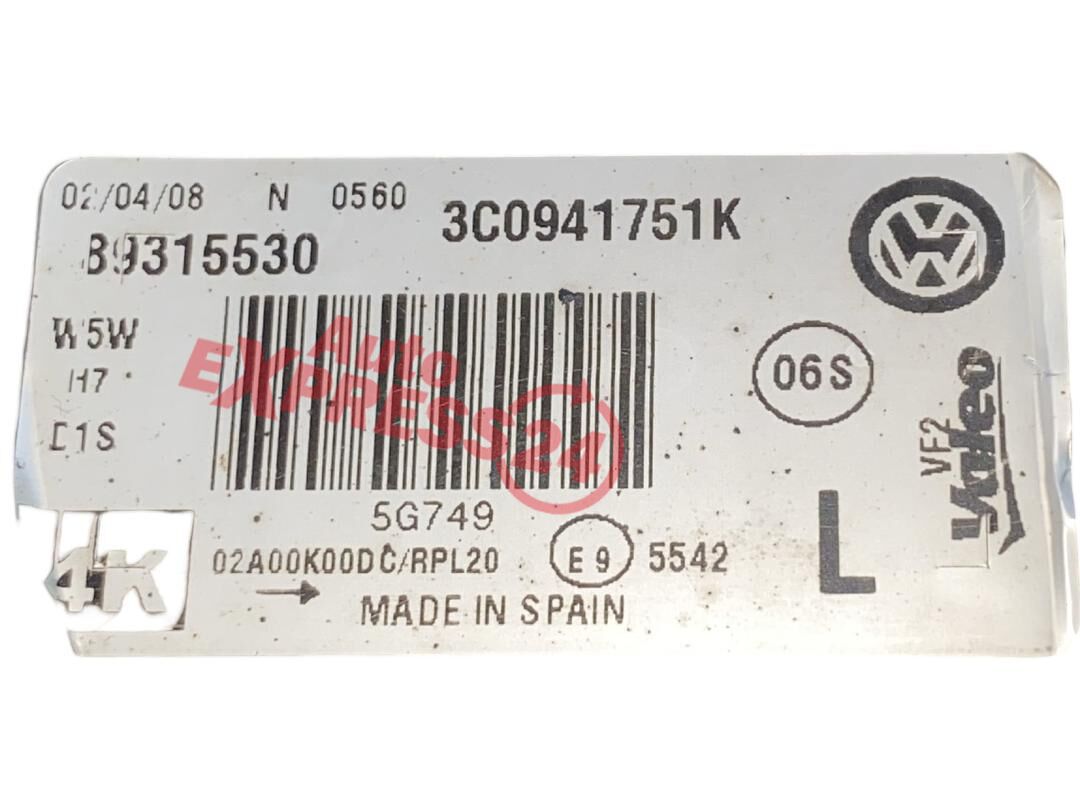 02/04/08 N 0560
3C0941751K
89315530
W5W
H7
D1S
Auto
EXPRESS24
06S
VF2
Valeo
5G749
02A00K00DC/RPL20
E9 5542
L
MADE IN SPAIN
4K